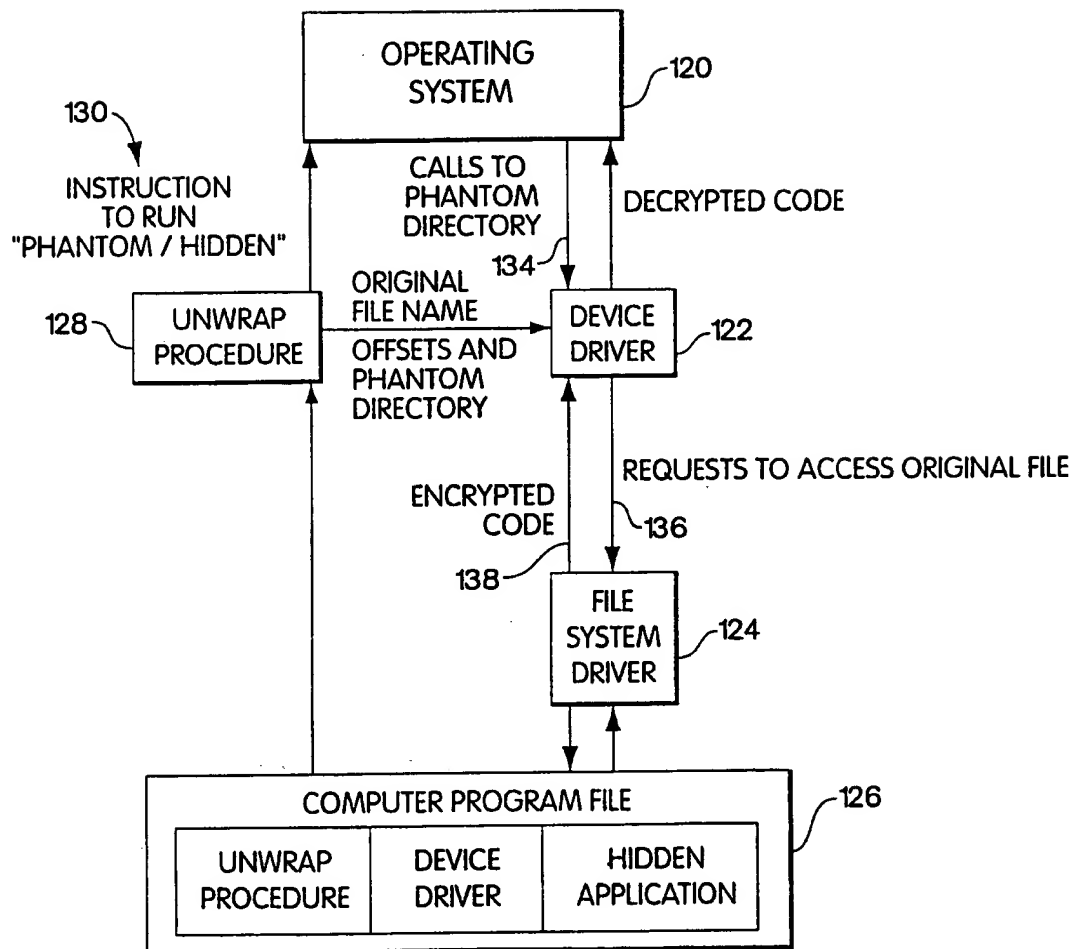 OPERATING
SYSTEM
120
130
INSTRUCTION
TO RUN
"PHANTOM / HIDDEN"
CALLS TO
PHANTOM
DIRECTORY
134
DECRYPTED CODE
128
UNWRAP
PROCEDURE
ORIGINAL
FILE NAME
OFFSETS AND
PHANTOM
DIRECTORY
DEVICE
DRIVER
122
REQUESTS TO ACCESS ORIGINAL FILE
136
ENCRYPTED
CODE
138
FILE
SYSTEM
DRIVER
124
COMPUTER PROGRAM FILE
126
UNWRAP
PROCEDURE
DEVICE
DRIVER
HIDDEN
APPLICATION